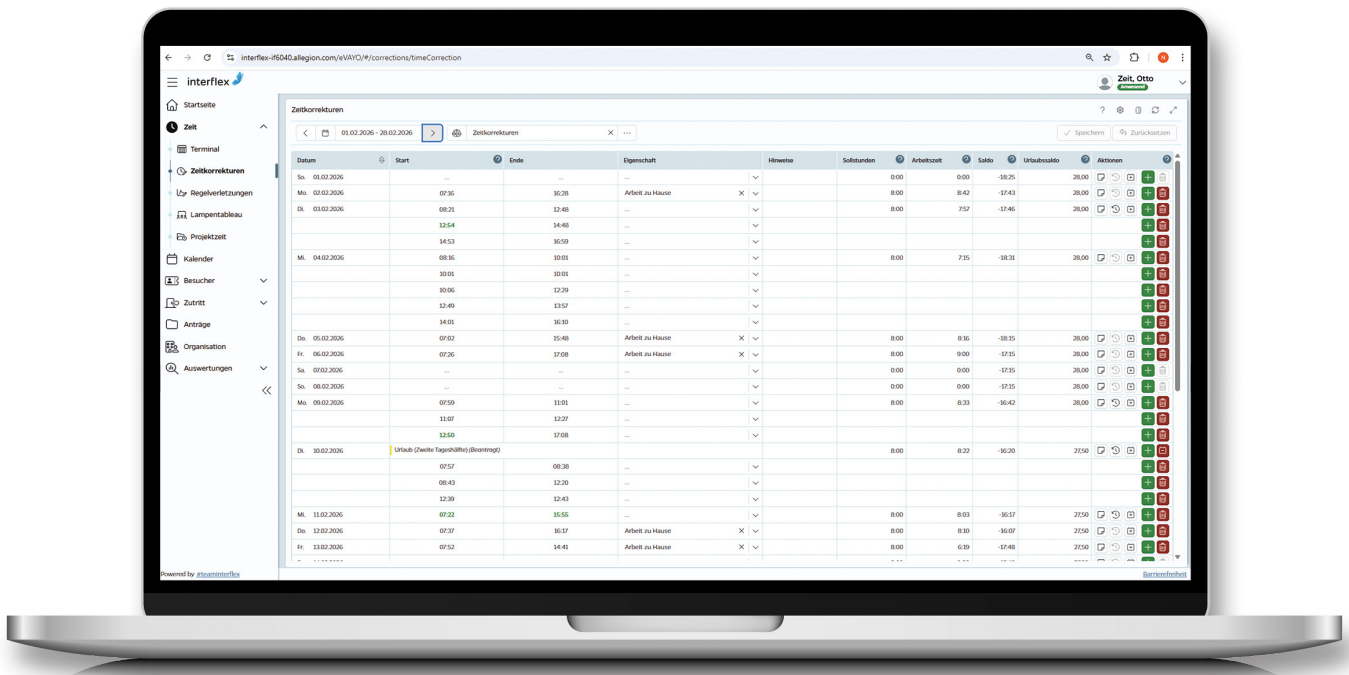 interflex-if6040.allegion.com/eVAYO/#/corrections/timeCorrection
N
interflex
Zeit, Otto
Anwesend
Startseite
Zeit
Terminal
Zeitkorrekturen
Regelverletzungen
Lampentableau
Projektzeit
Kalender
Besucher
Zutritt
Anträge
Organisation
Auswertungen
Zeitkorrekturen
01.02.2026 - 28.02.2026 Zeitkorrekturen Speichern Zurücksetzen
Datum Start Ende Eigenschaft Hinweise Sollstunden Arbeitszeit Saldo Urlaubssaldo Aktionen
So. 01.02.2026 ... ... ... 0:00 0:00 -18:25 28,00
Mo. 02.02.2026 07:16 16:28 Arbeit zu Hause 8:00 8:42 -17:43 28,00
Di. 03.02.2026 08:21 12:48 ... 8:00 7:57 -17:46 28,00
12:54 14:48 ...
14:53 16:59 ...
Mi. 04.02.2026 08:16 10:01 ... 8:00 7:15 -18:31 28,00
10:01 10:01 ...
10:06 12:29 ...
12:49 13:57 ...
14:01 16:10 ...
Do. 05.02.2026 07:02 15:48 Arbeit zu Hause 8:00 8:16 -18:15 28,00
Fr. 06.02.2026 07:26 17:08 Arbeit zu Hause 8:00 9:00 -17:15 28,00
Sa. 07.02.2026 ... ... ... 0:00 0:00 -17:15 28,00
So. 08.02.2026 ... ... ... 0:00 0:00 -17:15 28,00
Mo. 09.02.2026 07:59 11:01 ... 8:00 8:33 -16:42 28,00
11:07 12:27 ...
12:50 17:08 ...
Di. 10.02.2026 Urlaub (Zweite Tageshälfte) (Beantragt) 8:00 8:22 -16:20 27,50
07:57 08:38 ...
08:43 12:20 ...
12:39 12:43 ...
Mi. 11.02.2026 07:22 15:55 ... 8:00 8:03 -16:17 27,50
Do. 12.02.2026 07:37 16:17 Arbeit zu Hause 8:00 8:10 -16:07 27,50
Fr. 13.02.2026 07:52 14:41 Arbeit zu Hause 8:00 6:19 -17:48 27,50
Powered by #teaminterflex
Barrierefreiheit